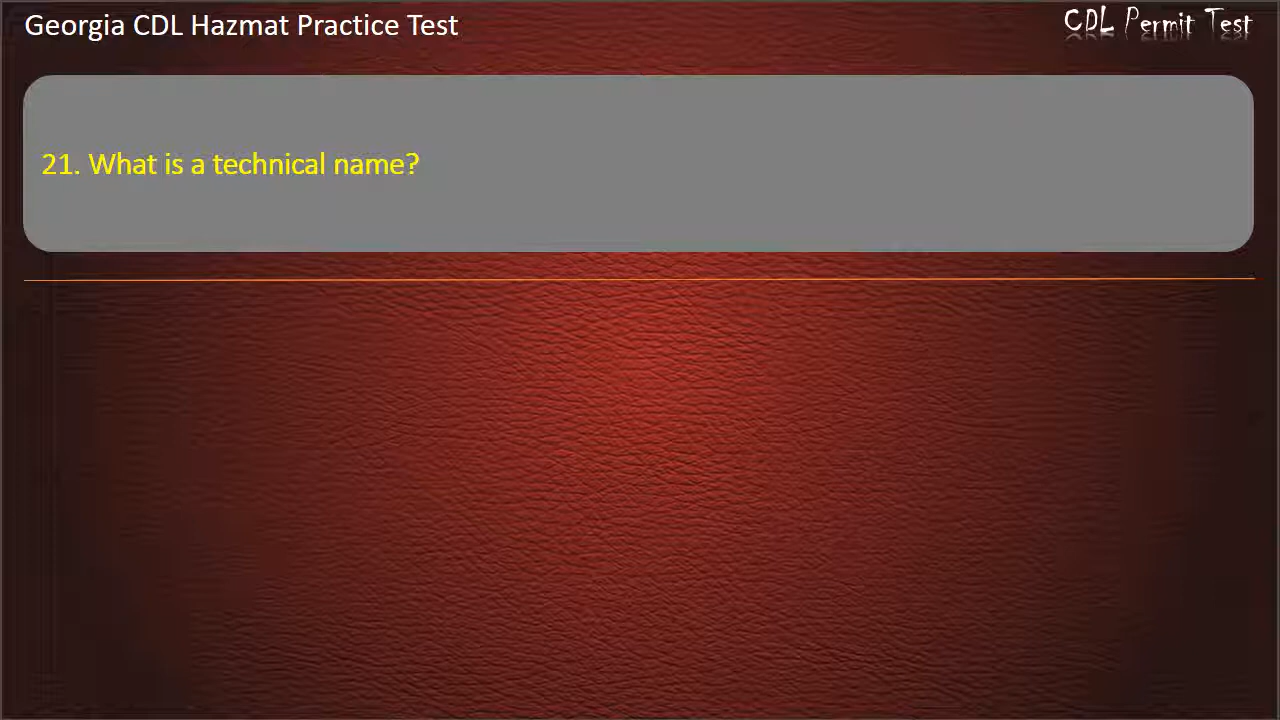 Georgia CDL Hazmat Practice Test
CDL Permit Test
21. What is a technical name?